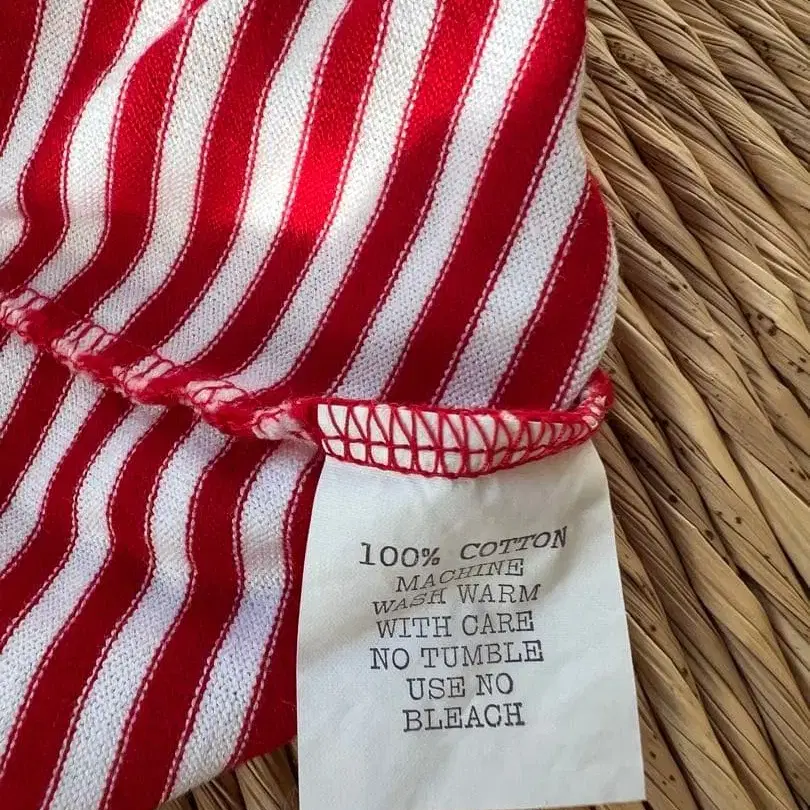 100% COTTON
MACHINE
WASH WARM
WITH CARE
NO TUMBLE
USE NO
BLEACH